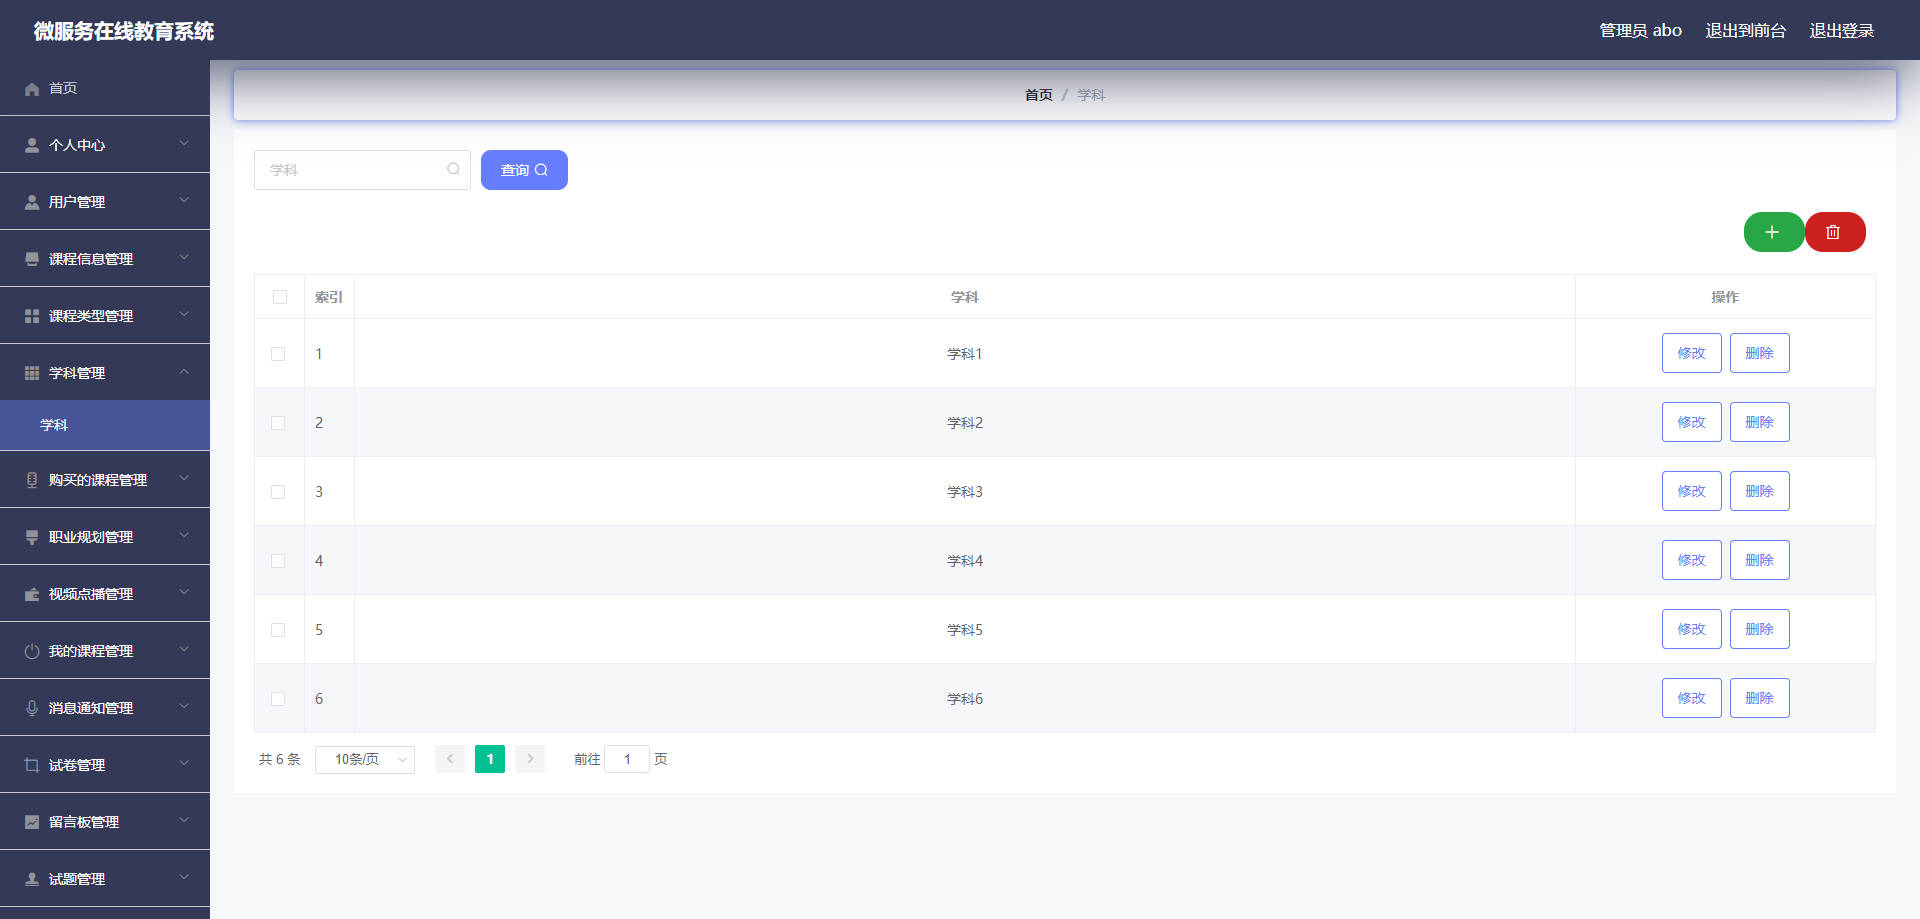 微服务在线教育系统
管理员 abo 退出到前台 退出登录
首页
个人中心
用户管理
课程信息管理
课程类型管理
学科管理
学科
购买的课程管理
职业规划管理
视频点播管理
我的课程管理
消息通知管理
试卷管理
留言板管理
试题管理
首页 / 学科
学科 查询
索引 学科 操作
1 学科1 修改 删除
2 学科2 修改 删除
3 学科3 修改 删除
4 学科4 修改 删除
5 学科5 修改 删除
6 学科6 修改 删除
共 6 条 10条/页 1 前往 1 页